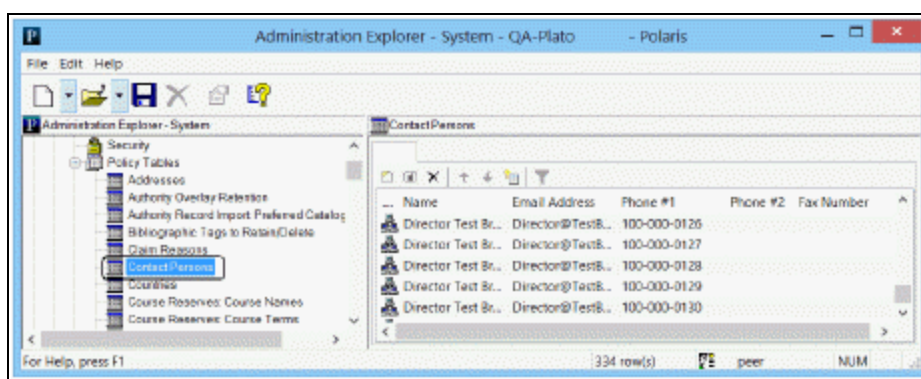 Administration Explorer - System - QA-Plato - Polaris
File Edit Help
Administration Explorer - System
Security
Policy Tables
Addresses
Authority Overlay Retention
Authority Record Import: Preferred Catalog
Bibliographic Tags to Retain/Delete
Claim Reasons
Contact Persons
Countries
Course Reserves: Course Names
Course Reserves: Course Terms
Contact Persons
... Name Email Address Phone #1 Phone #2 Fax Number
Director Test Br... Director@TestB... 100-000-0126
Director Test Br... Director@TestB... 100-000-0127
Director Test Br... Director@TestB... 100-000-0128
Director Test Br... Director@TestB... 100-000-0129
Director Test Br... Director@TestB... 100-000-0130
For Help, press F1
334 row(s) peer NUM